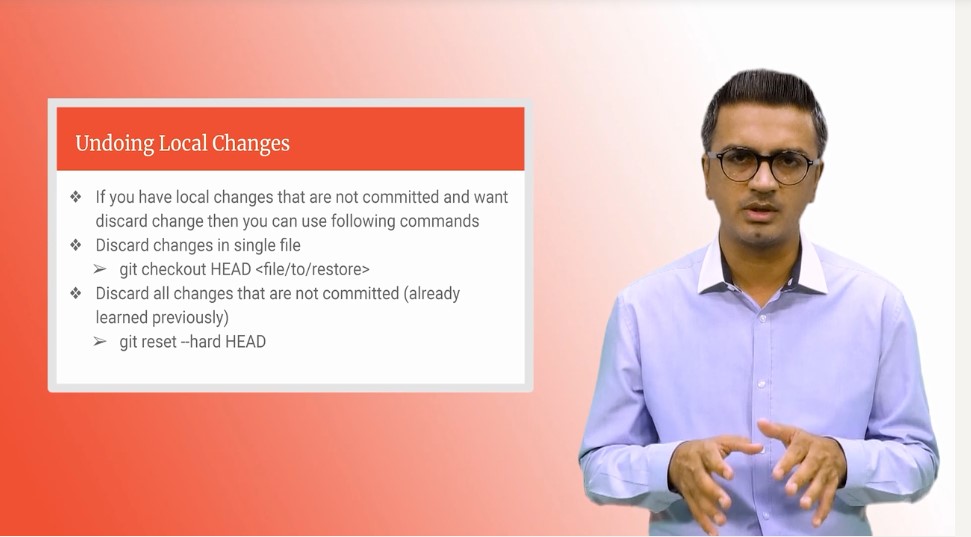 Undoing Local Changes
❖ If you have local changes that are not committed and want
discard change then you can use following commands
❖ Discard changes in single file
➢ git checkout HEAD <file/to/restore>
❖ Discard all changes that are not committed (already
learned previously)
➢ git reset --hard HEAD